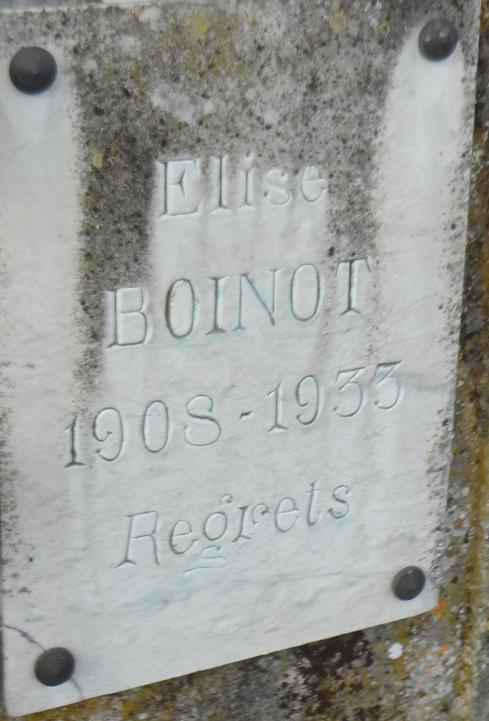 Elise
BOINOT
1908-1933
Regrets